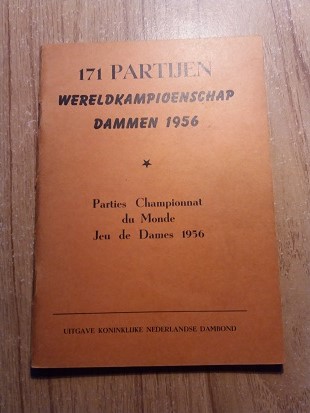 171 PARTIJEN
WERELDKAMPIOENSCHAP
DAMMEN 1956
Parties Championnat
du Monde
Jeu de Dames 1956
UITGAVE KONINKLIJKE NEDERLANDSE DAMBOND